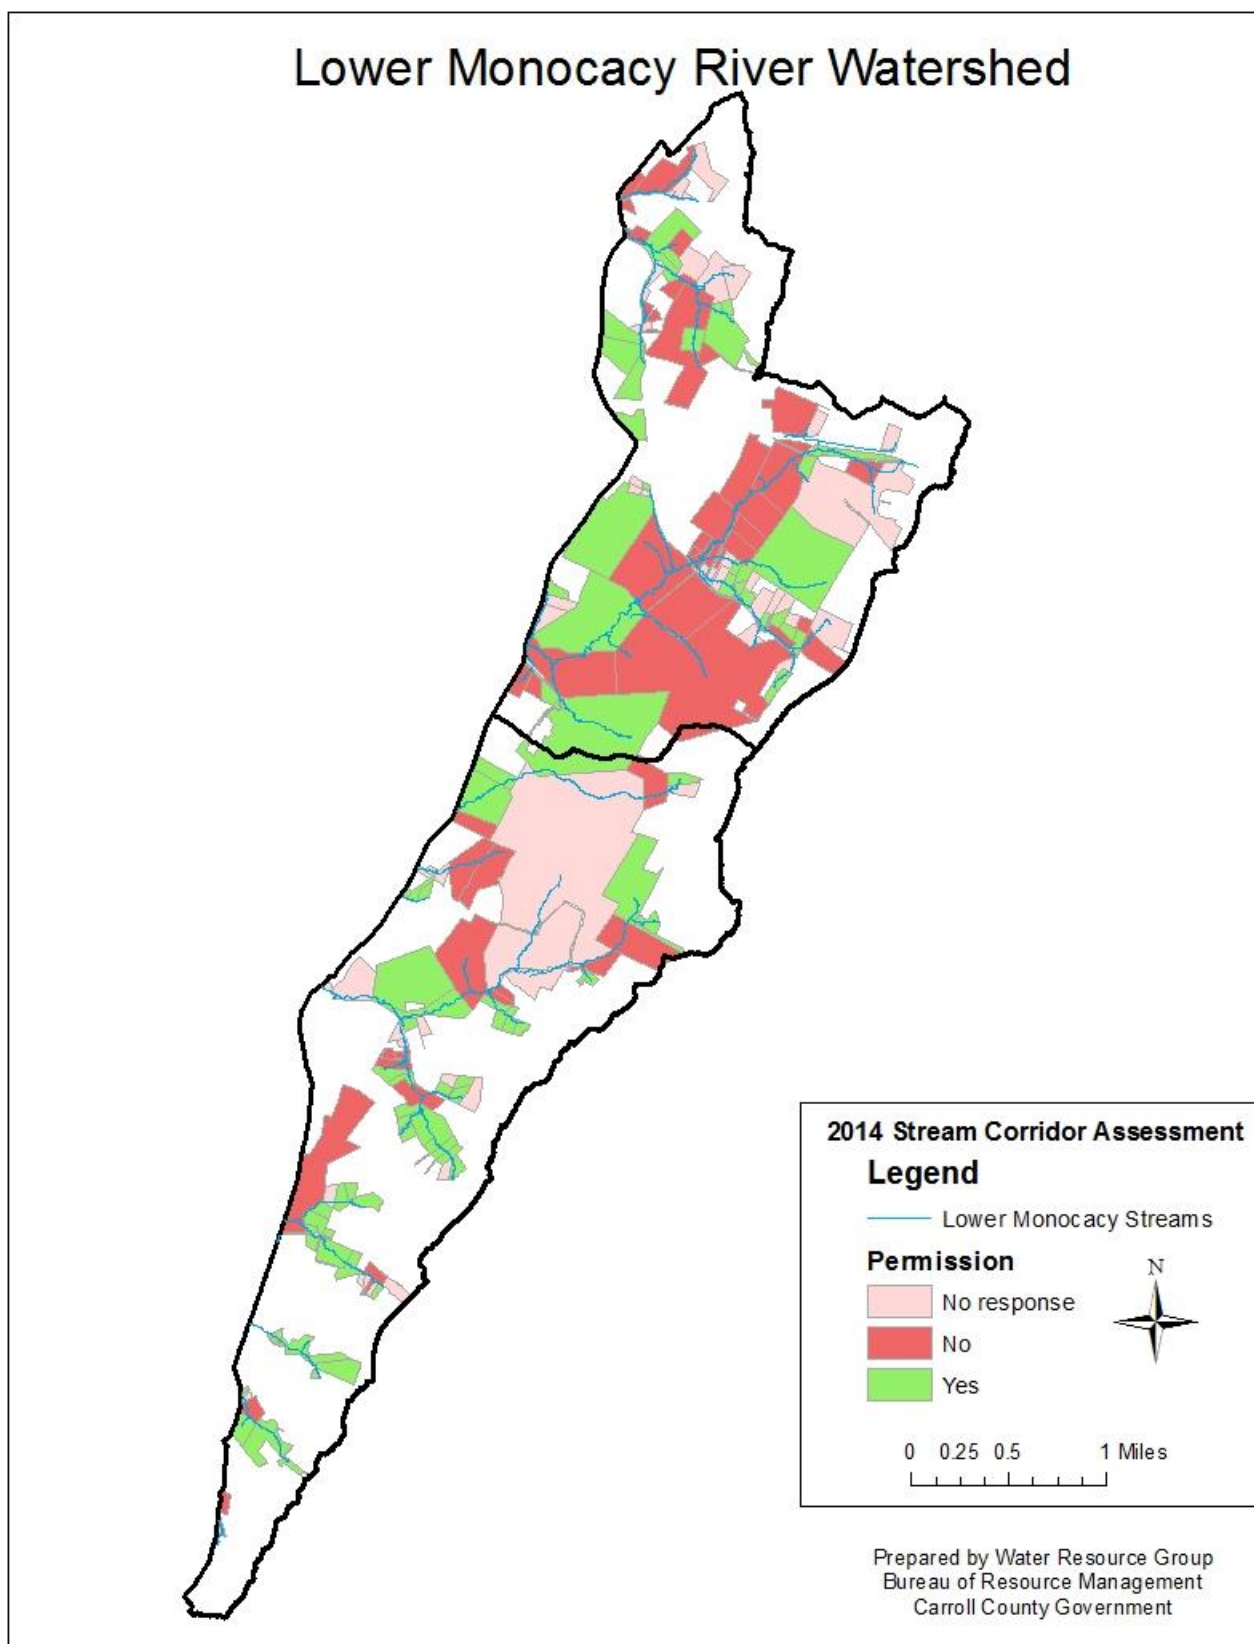 Lower Monocacy River Watershed
2014 Stream Corridor Assessment
Legend
Lower Monocacy Streams
Permission
N
No response
No
Yes
0 0.25 0.5 1 Miles
Prepared by Water Resource Group
Bureau of Resource Management
Carroll County Government